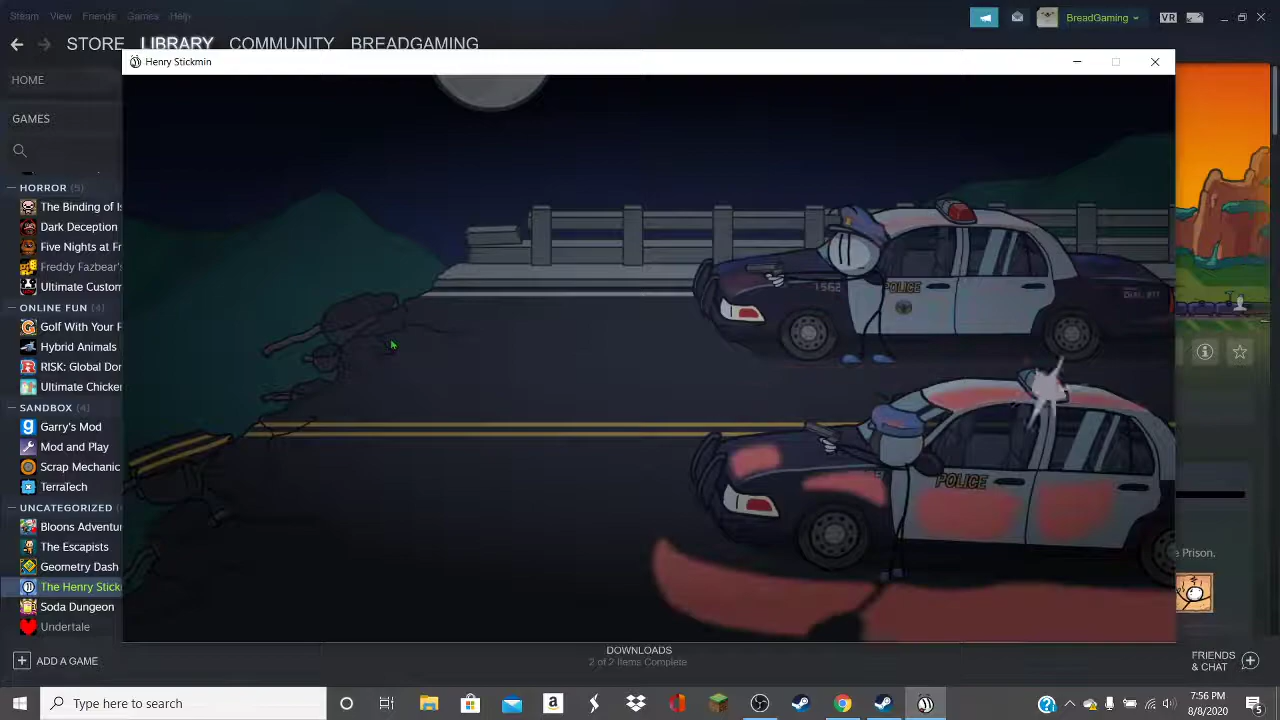 Steam View Friends Games Help
BreadGaming
VR
STORE LIBRARY COMMUNITY BREADGAMING
Henry Stickmin
HOME
GAMES
HORROR (5)
The Binding of Is
Dark Deception
Five Nights at Fr
Freddy Fazbear's
Ultimate Custom
ONLINE FUN (4)
Golf With Your F
Hybrid Animals
RISK: Global Dor
Ultimate Chicken
SANDBOX (4)
Garry's Mod
Mod and Play
Scrap Mechanic
TerraTech
UNCATEGORIZED (
Bloons Adventur
The Escapists
Geometry Dash
The Henry Stick
Soda Dungeon
Undertale
1562
POLICE
DIAL 911
POLICE
e Prison.
ADD A GAME
DOWNLOADS
2 of 2 Items Complete
FRIENDS
& CHAT
Type here to search
7:56 PM
8/8/2020
5